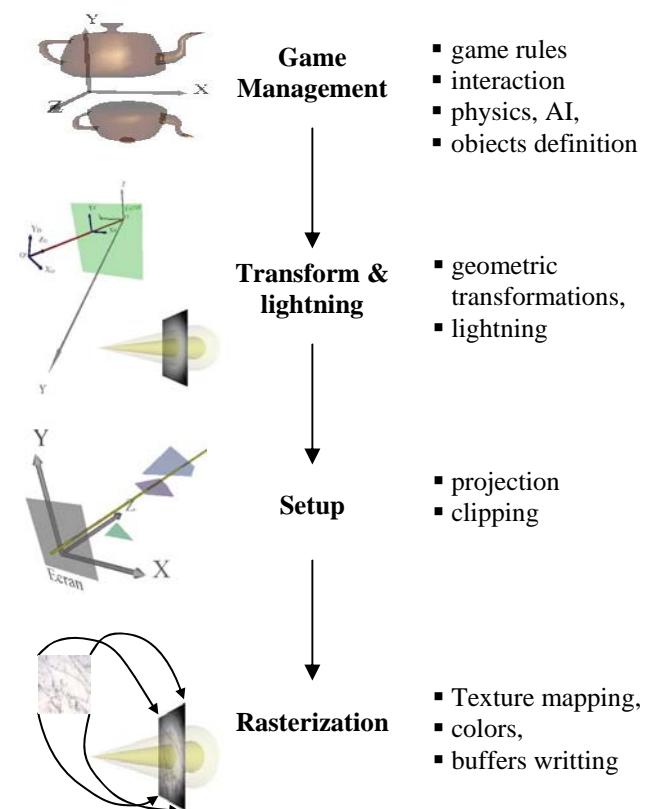 Y
X
Z
Game
Management
▪ game rules
▪ interaction
▪ physics, AI,
▪ objects definition
Y
Transform &
lightning
▪ geometric
transformations,
▪ lightning
Y
Z
X
Ecran
Setup
▪ projection
▪ clipping
Rasterization
▪ Texture mapping,
▪ colors,
▪ buffers writting